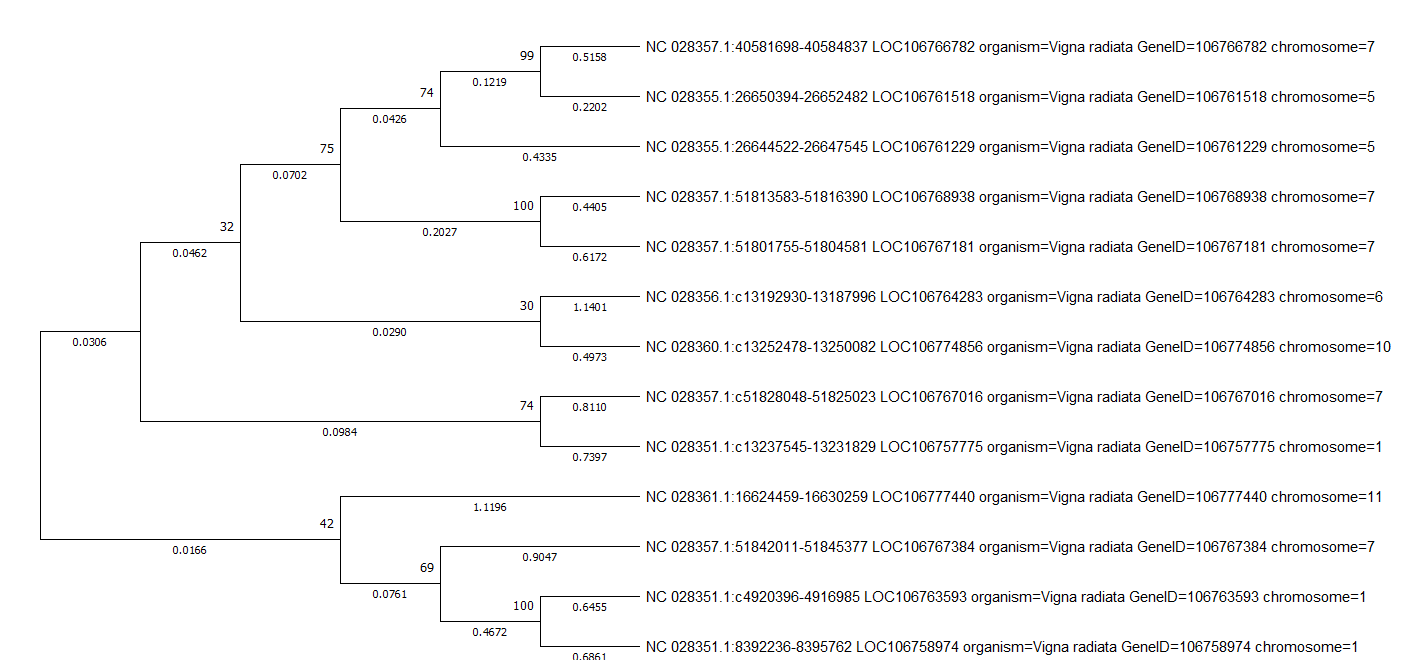 NC 028357.1:40581698-40584837 LOC106766782 organism=Vigna radiata GeneID=106766782 chromosome=7
99
0.5158
0.1219
74
NC 028355.1:26650394-26652482 LOC106761518 organism=Vigna radiata GeneID=106761518 chromosome=5
0.2202
0.0426
75
NC 028355.1:26644522-26647545 LOC106761229 organism=Vigna radiata GeneID=106761229 chromosome=5
0.4335
0.0702
NC 028357.1:51813583-51816390 LOC106768938 organism=Vigna radiata GeneID=106768938 chromosome=7
100
0.4405
32
0.2027
NC 028357.1:51801755-51804581 LOC106767181 organism=Vigna radiata GeneID=106767181 chromosome=7
0.0462
0.6172
NC 028356.1:c13192930-13187996 LOC106764283 organism=Vigna radiata GeneID=106764283 chromosome=6
30
1.1401
0.0290
0.0306
NC 028360.1:c13252478-13250082 LOC106774856 organism=Vigna radiata GeneID=106774856 chromosome=10
0.4973
NC 028357.1:c51828048-51825023 LOC106767016 organism=Vigna radiata GeneID=106767016 chromosome=7
74
0.8110
0.0984
NC 028351.1:c13237545-13231829 LOC106757775 organism=Vigna radiata GeneID=106757775 chromosome=1
0.7397
NC 028361.1:16624459-16630259 LOC106777440 organism=Vigna radiata GeneID=106777440 chromosome=11
1.1196
42
0.0166
NC 028357.1:51842011-51845377 LOC106767384 organism=Vigna radiata GeneID=106767384 chromosome=7
0.9047
69
0.0761
NC 028351.1:c4920396-4916985 LOC106763593 organism=Vigna radiata GeneID=106763593 chromosome=1
100
0.6455
0.4672
NC 028351.1:8392236-8395762 LOC106758974 organism=Vigna radiata GeneID=106758974 chromosome=1
0.6861